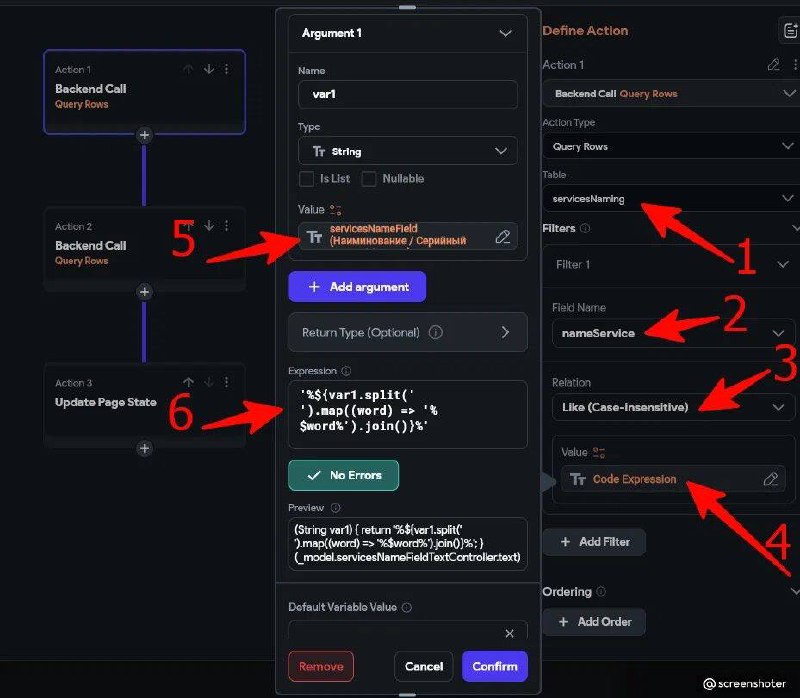 Action 1
Backend Call
Query Rows
Action 2
Backend Call
Query Rows
Action 3
Update Page State
Argument 1
Name
var1
Type
Tт String
Is List Nullable
Value
Tт servicesNameField
(Наиминование / Серийный
5
+ Add argument
Return Type (Optional)
Expression
'%${var1.split('
').map((word) => '%
$word%').join()}%'
6
No Errors
Preview
(String var1) { return '%${var1.split('
').map((word) => '%$word%').join()}%'; }
(_model.servicesNameFieldTextController.text)
Default Variable Value
Remove
Cancel
Confirm
Define Action
Action 1
Backend Call Query Rows
Action Type
Query Rows
Table
servicesNaming
1
Filters
Filter 1
Field Name
nameService
2
Relation
Like (Case-Insensitive)
3
Value
Tт Code Expression
4
+ Add Filter
Ordering
+ Add Order
@screenshoter